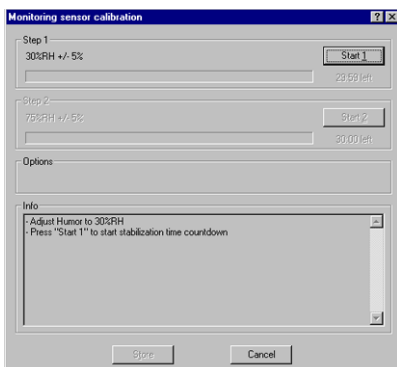 Monitoring sensor calibration
Step 1
30%RH +/- 5%
Start 1
29:59 left
Step 2
75%RH +/- 5%
Start 2
30:00 left
Options
Info
- Adjust Humor to 30%RH
- Press "Start 1" to start stabilization time countdown
Store
Cancel